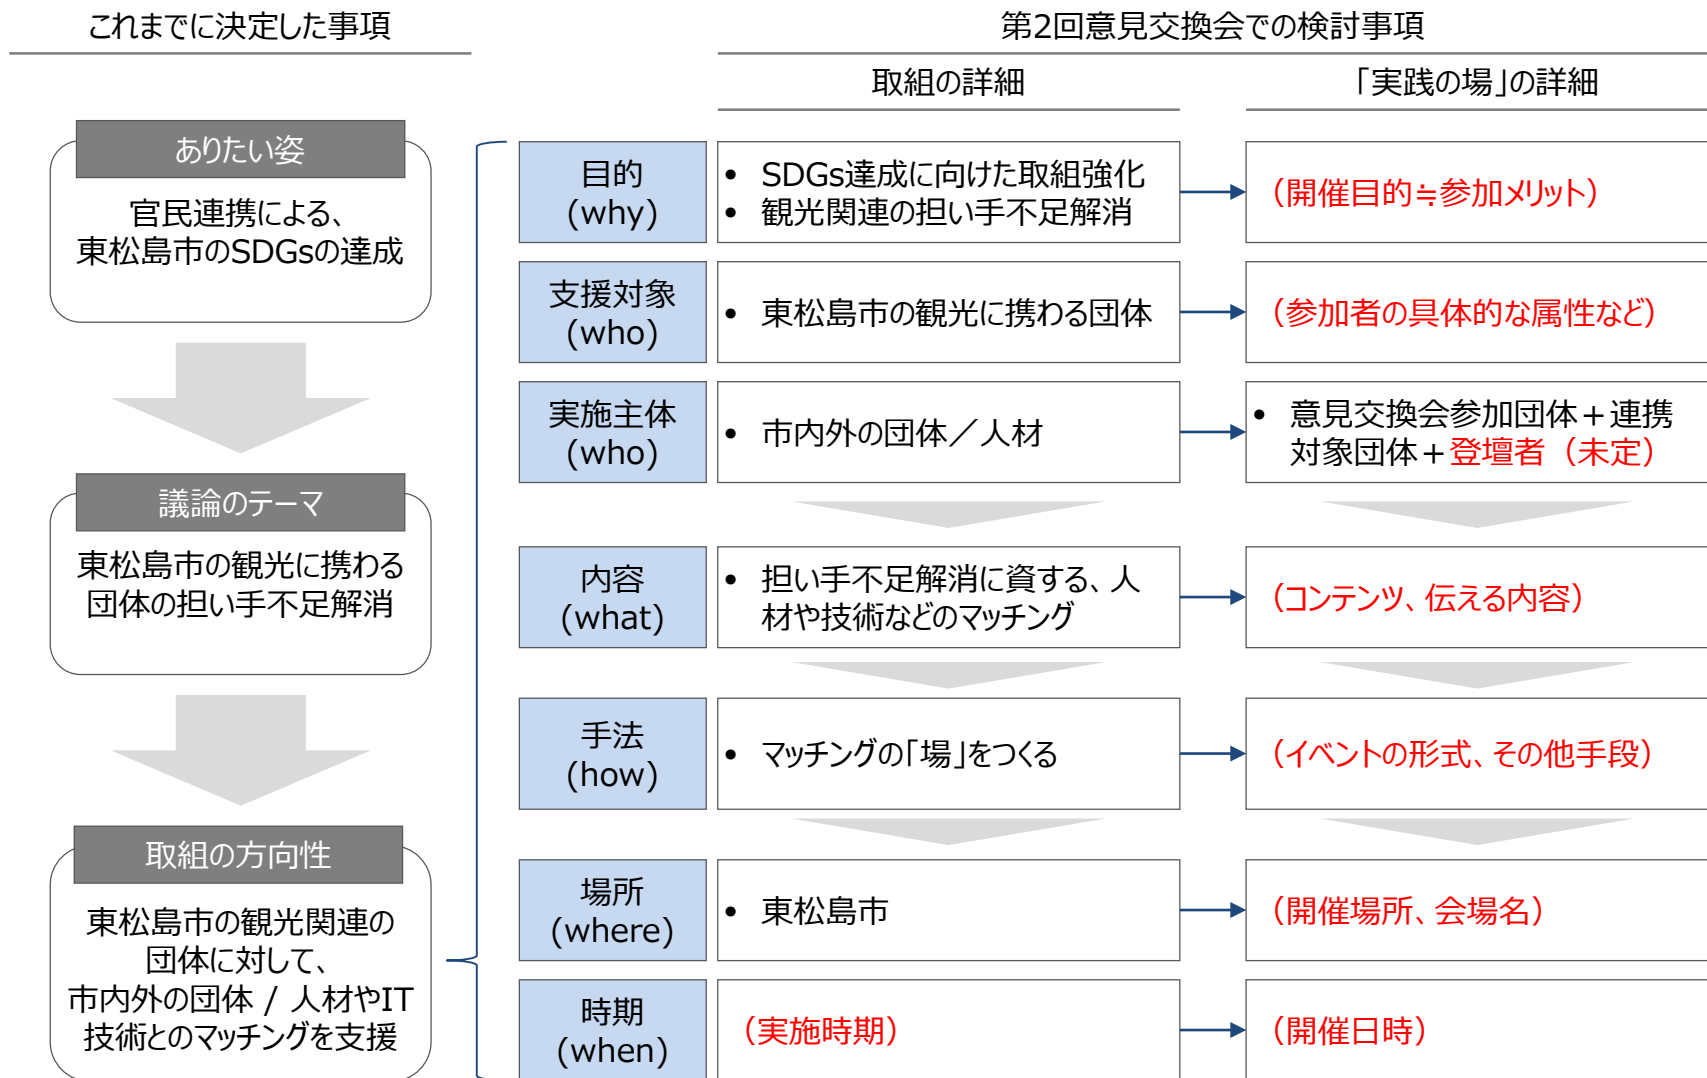 これまでに決定した事項
第2回意見交換会での検討事項
取組の詳細
「実践の場」の詳細
ありたい姿
官民連携による、
東松島市のSDGsの達成
議論のテーマ
東松島市の観光に携わる
団体の担い手不足解消
取組の方向性
東松島市の観光関連の
団体に対して、
市内外の団体 / 人材やIT
技術とのマッチングを支援
目的
(why)
• SDGs達成に向けた取組強化
• 観光関連の担い手不足解消
（開催目的≒参加メリット）
支援対象
(who)
• 東松島市の観光に携わる団体
（参加者の具体的な属性など）
実施主体
(who)
• 市内外の団体／人材
• 意見交換会参加団体＋連携
対象団体＋登壇者（未定）
内容
(what)
• 担い手不足解消に資する、人
材や技術などのマッチング
（コンテンツ、伝える内容）
手法
(how)
• マッチングの「場」をつくる
（イベントの形式、その他手段）
場所
(where)
• 東松島市
（開催場所、会場名）
時期
(when)
（実施時期）
（開催日時）